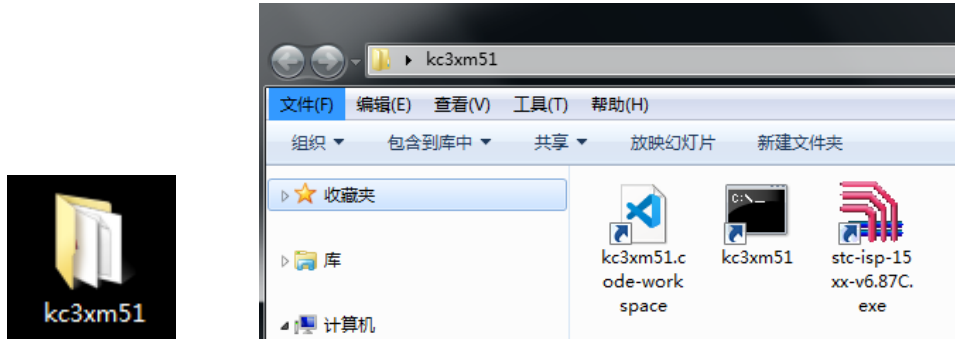 kc3xm51
kc3xm51
文件(F) 编辑(E) 查看(V) 工具(T) 帮助(H)
组织 包含到库中 共享 放映幻灯片 新建文件夹
收藏夹
库
计算机
kc3xm51.c
ode-work
space
C:\_
kc3xm51
stc-isp-15
xx-v6.87C.
exe